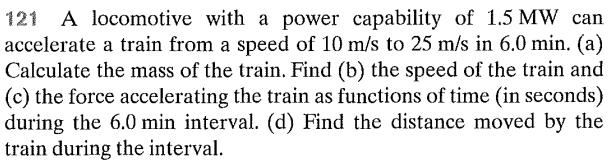 121 A locomotive with a power capability of 1.5 MW can
accelerate a train from a speed of 10 m/s to 25 m/s in 6.0 min. (a)
Calculate the mass of the train. Find (b) the speed of the train and
(c) the force accelerating the train as functions of time (in seconds)
during the 6.0 min interval. (d) Find the distance moved by the
train during the interval.